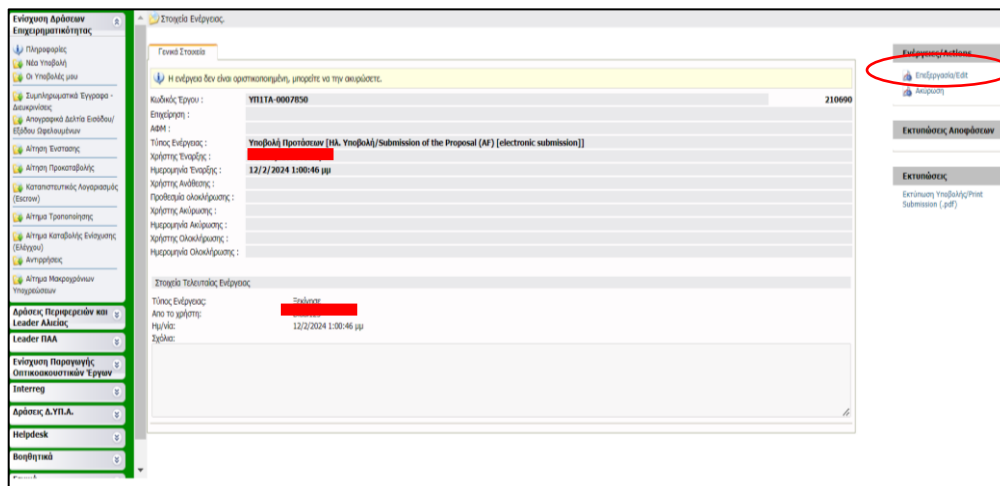 Ενίσχυση Δράσεων
Επιχειρηματικότητας
Πληροφορίες
Νέα Υποβολή
Οι Υποβολές μου
Συμπληρωματικά Έγγραφα -
Διευκρινίσεις
Απογραφικά Δελτία Εισόδου/
Εξόδου Ωφελουμένων
Αίτηση Ένστασης
Αίτηση Προκαταβολής
Καταπιστευτικός Λογαριασμός
(Escrow)
Αίτημα Τροποποίησης
Αίτημα Καταβολής Ενίσχυσης
(Ελέγχου)
Αντιρρήσεις
Αίτημα Μακροχρόνιων
Υποχρεώσεων
Δράσεις Περιφερειών και
Leader Αλιείας
Leader ΠΑΑ
Ενίσχυση Παραγωγής
Οπτικοακουστικών Έργων
Interreg
Δράσεις Δ.ΥΠ.Α.
Helpdesk
Βοηθητικά
Στοιχεία Ενέργειας.
Γενικά Στοιχεία
Η ενέργεια δεν είναι οριστικοποιημένη, μπορείτε να την ακυρώσετε.
Κωδικός Έργου : ΥΠ1ΤΑ-0007850 210690
Επιχείρηση :
ΑΦΜ :
Τύπος Ενέργειας : Υποβολή Προτάσεων [Ηλ. Υποβολή/Submission of the Proposal (AF) [electronic submission]]
Χρήστης Έναρξης :
Ημερομηνία Έναρξης : 12/2/2024 1:00:46 μμ
Χρήστης Ανάθεσης :
Προθεσμία ολοκλήρωσης :
Χρήστης Ακύρωσης :
Ημερομηνία Ακύρωσης :
Χρήστης Ολοκλήρωσης :
Ημερομηνία Ολοκλήρωσης :
Στοιχεία Τελευταίας Ενέργειας
Τύπος Ενέργειας: Ξεκίνησε
Απο το χρήστη:
Ημ/νία: 12/2/2024 1:00:46 μμ
Σχόλια:
Ενέργειες/Actions
Επεξεργασία/Edit
Ακύρωση
Εκτυπώσεις Αποφάσεων
Εκτυπώσεις
Εκτύπωση Υποβολής/Print
Submission (.pdf)